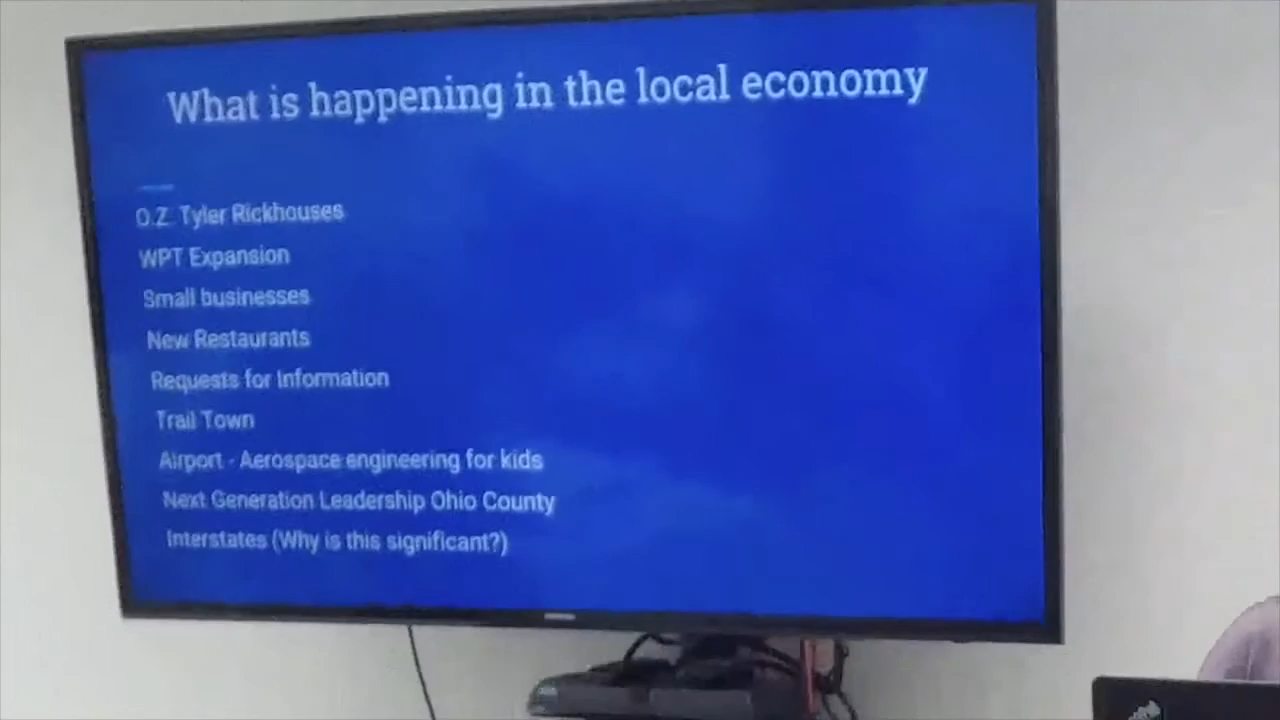 What is happening in the local economy
O.Z. Tyler Rickhouses
WPT Expansion
Small businesses
New Restaurants
Requests for Information
Trail Town
Airport - Aerospace engineering for kids
Next Generation Leadership Ohio County
Interstates (Why is this significant?)